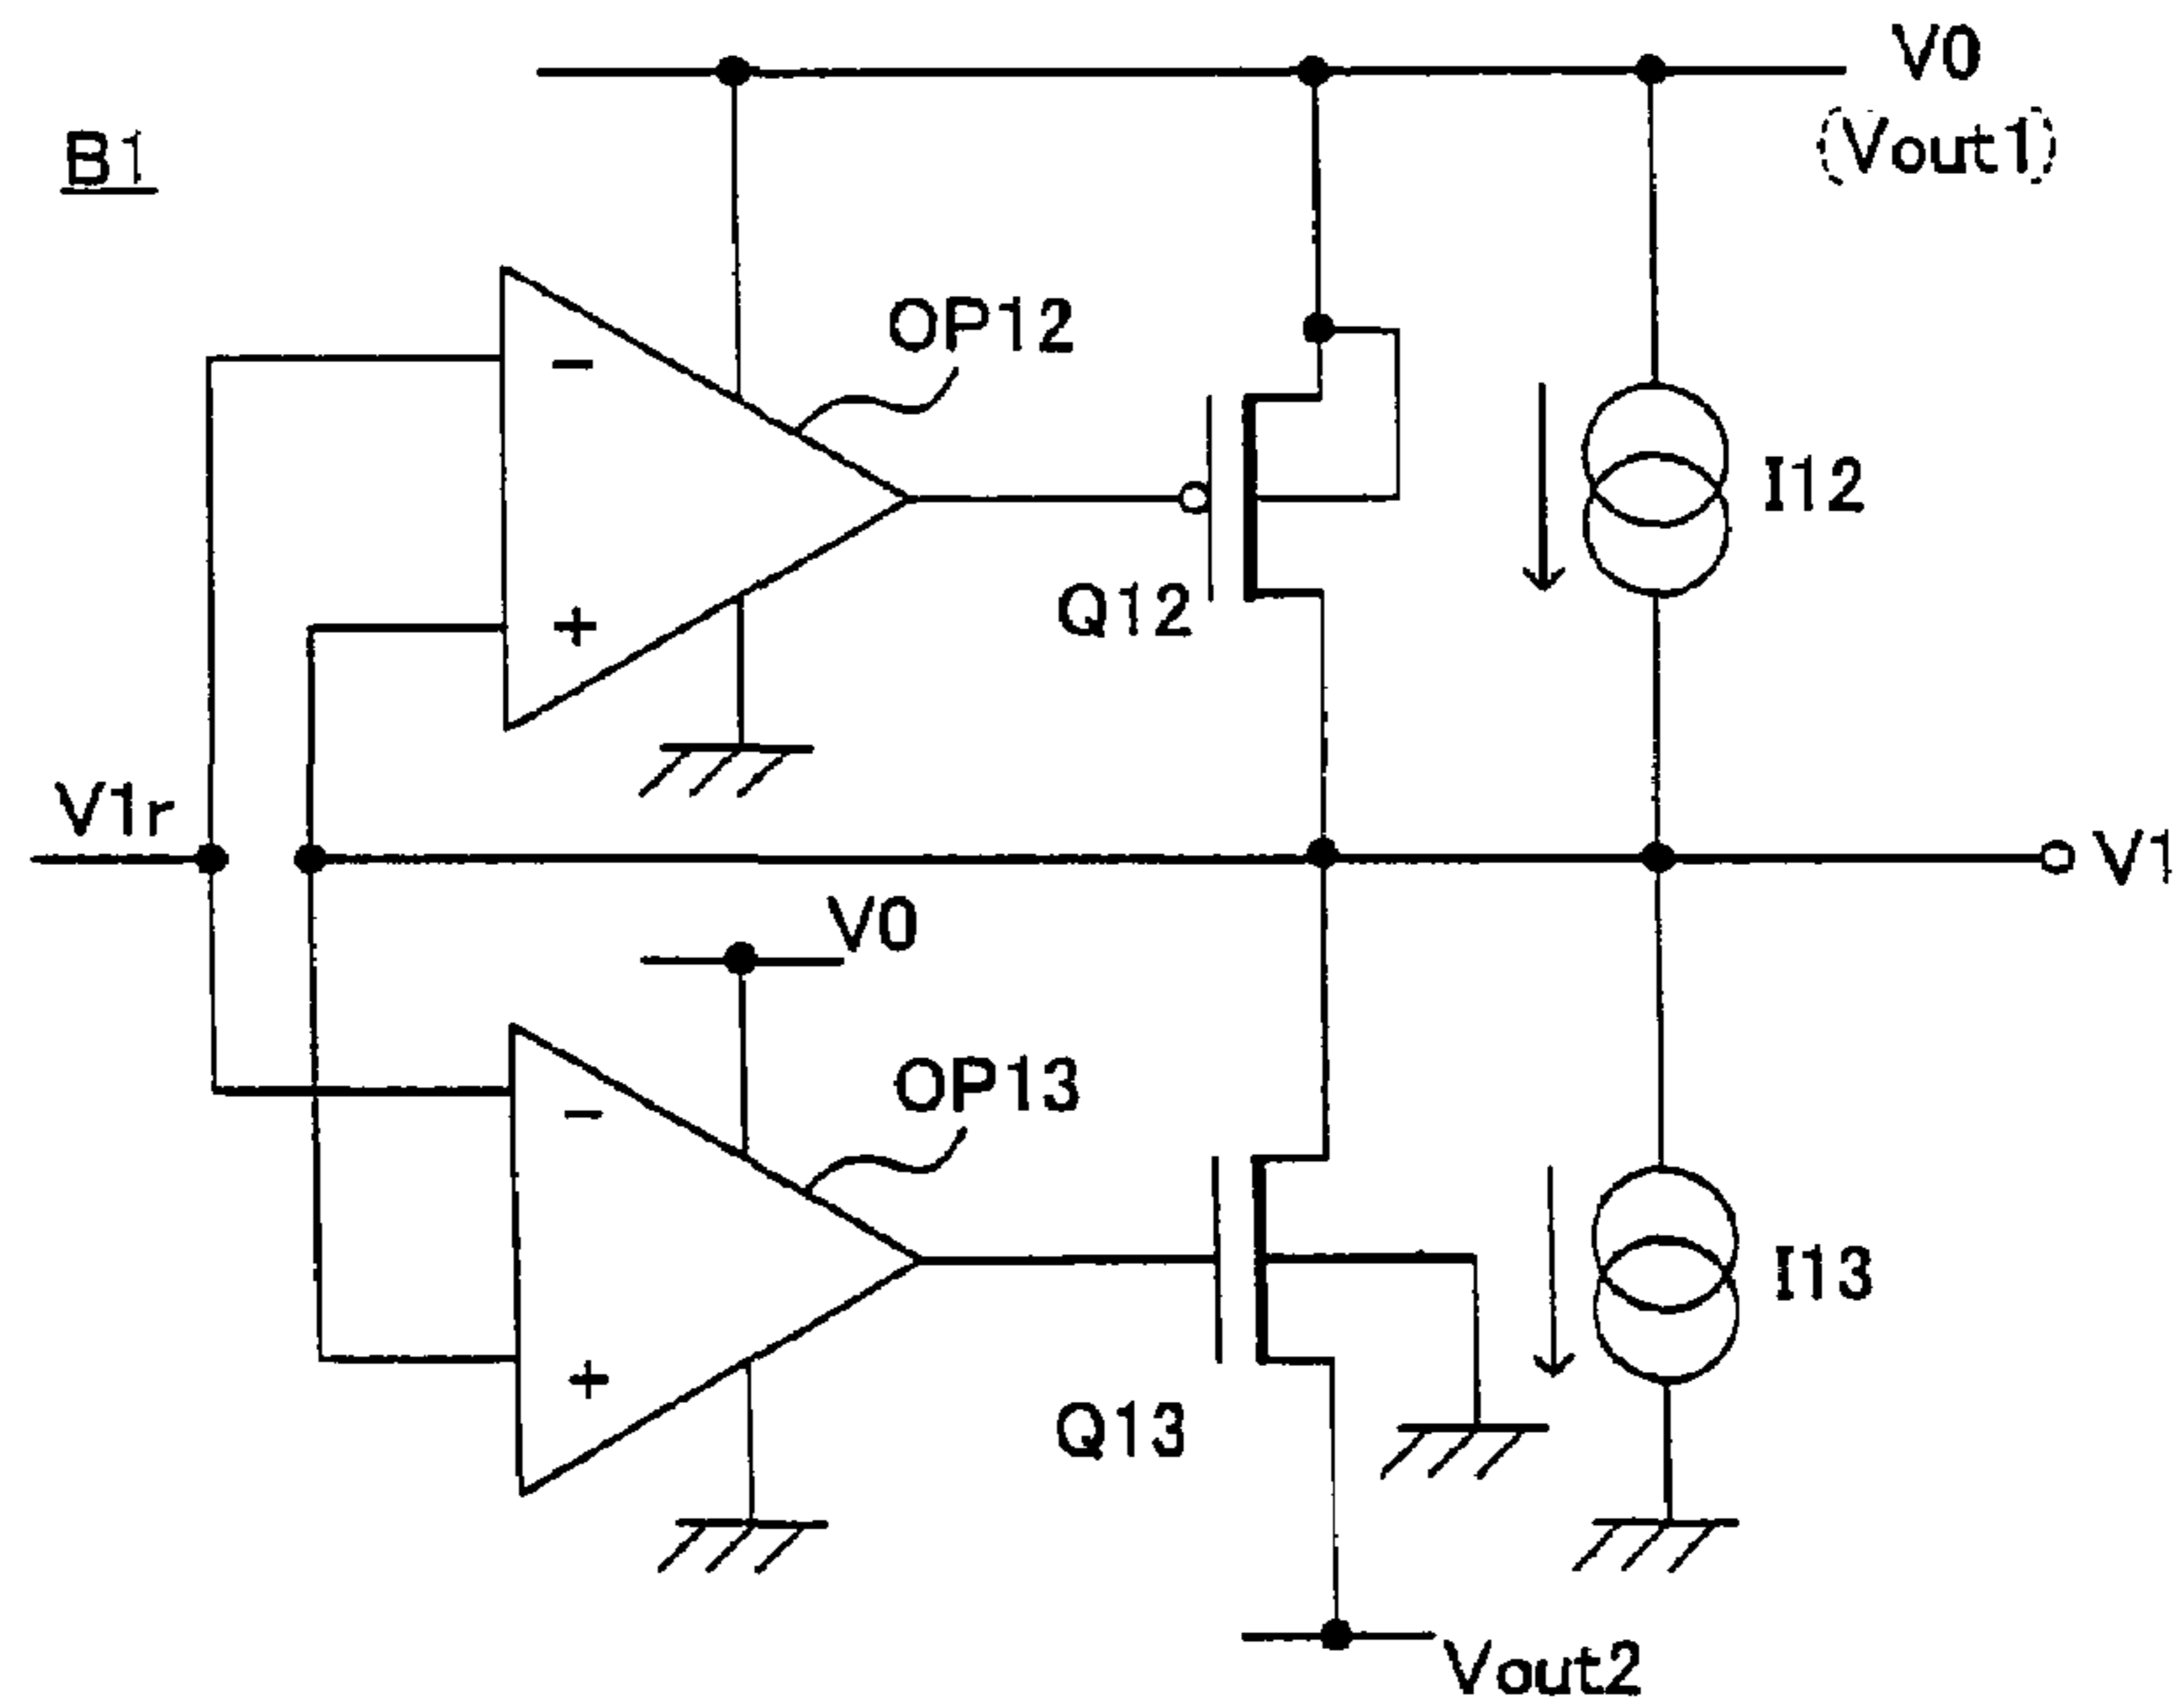 V0
(Vout1)
B1
OP12
−
I12
Q12
+
V1r
V1
V0
OP13
−
I13
+
Q13
Vout2